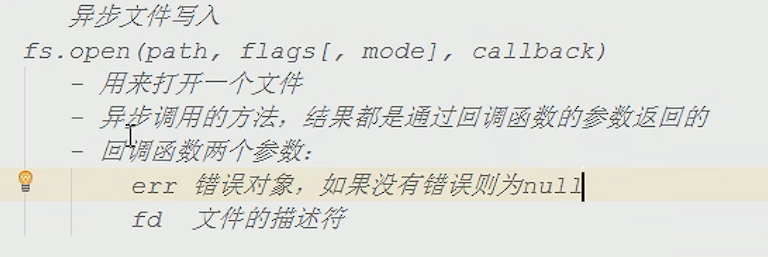 异步文件写入
fs.open(path, flags[, mode], callback)
- 用来打开一个文件
- 异步调用的方法，结果都是通过回调函数的参数返回的
- 回调函数两个参数：
err 错误对象，如果没有错误则为null
fd 文件的描述符